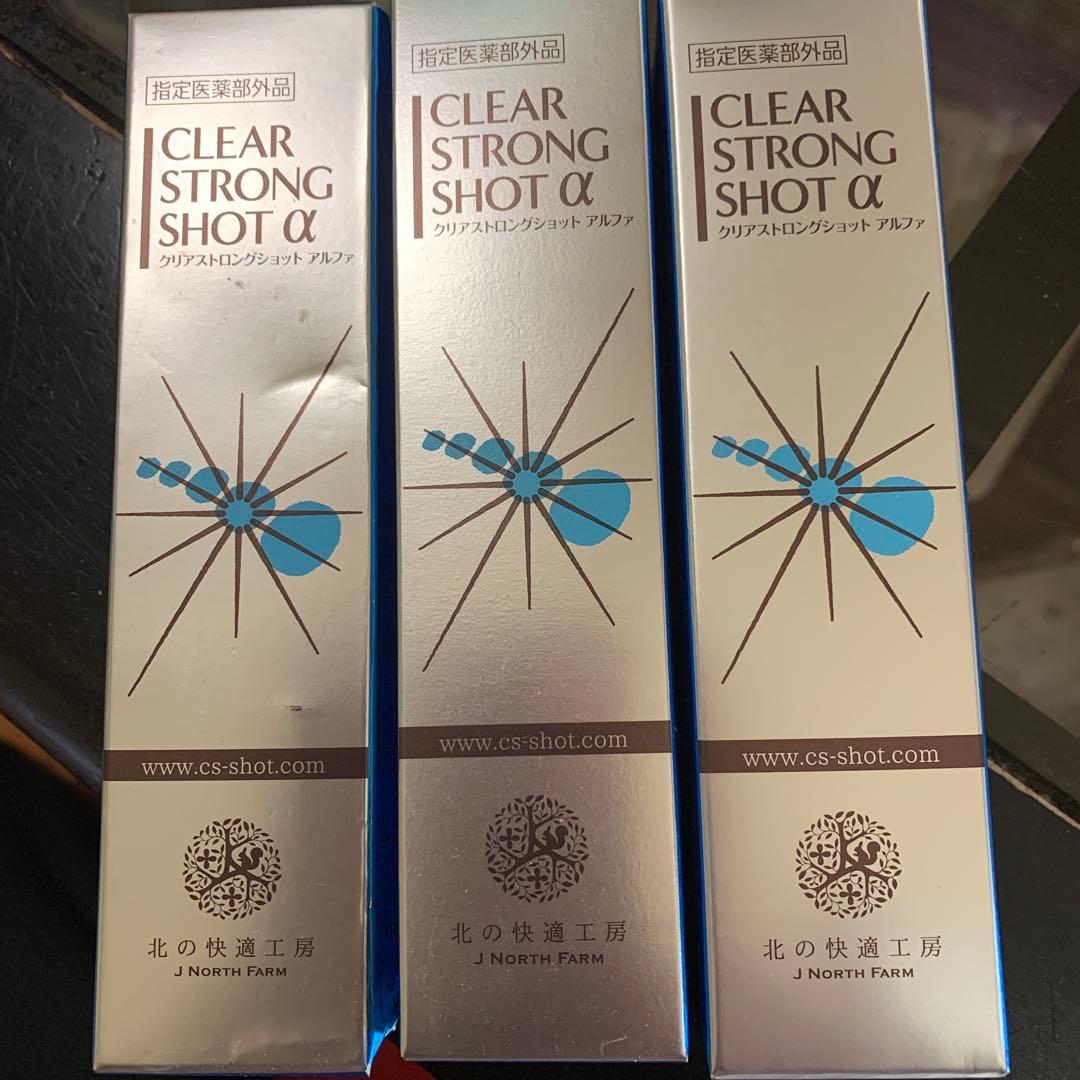 指定医薬部外品
CLEAR
STRONG
SHOT α
クリアストロングショット アルファ
www.cs-shot.com
北の快適工房
J NORTH FARM
指定医薬部外品
CLEAR
STRONG
SHOT α
クリアストロングショット アルファ
www.cs-shot.com
北の快適工房
J NORTH FARM
指定医薬部外品
CLEAR
STRONG
SHOT α
クリアストロングショット アルファ
www.cs-shot.com
北の快適工房
J NORTH FARM